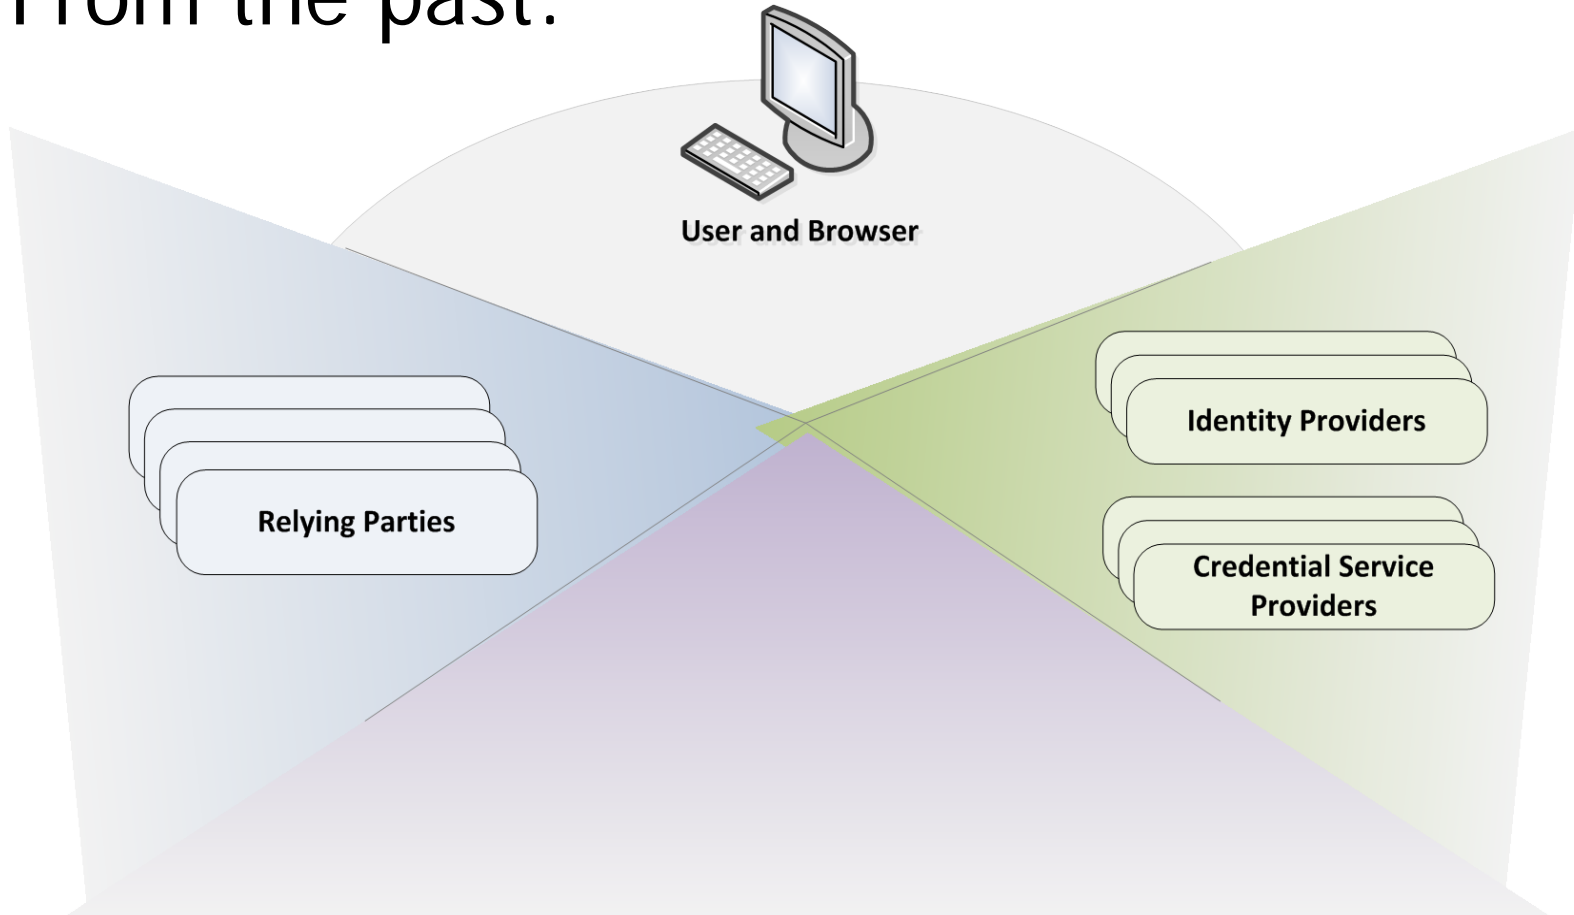 From the past:
User and Browser
Identity Providers
Relying Parties
Credential Service
Providers